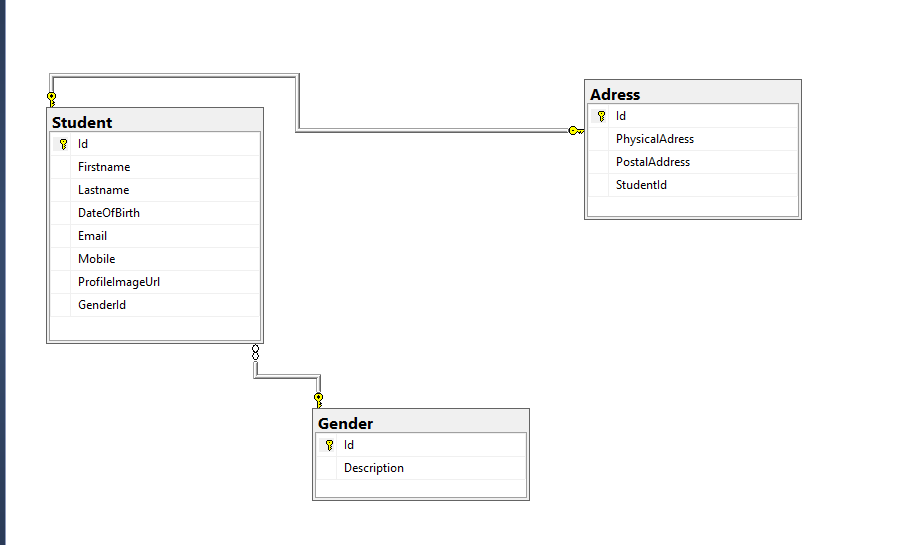 Student
Id
Firstname
Lastname
DateOfBirth
Email
Mobile
ProfileImageUrl
GenderId
Adress
Id
PhysicalAdress
PostalAddress
StudentId
Gender
Id
Description